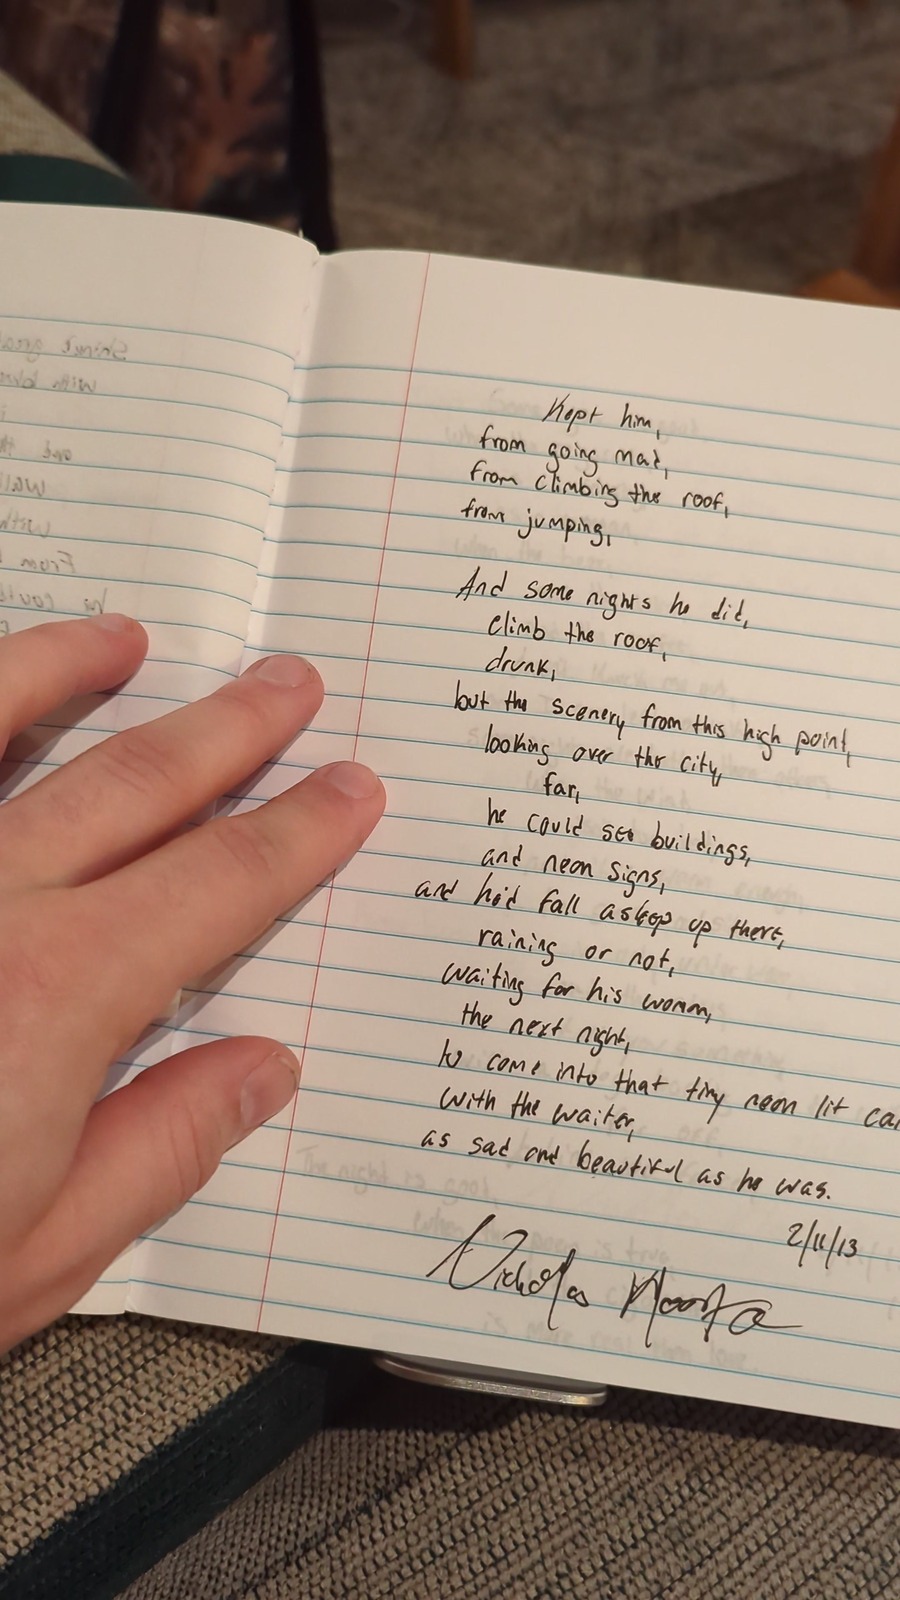 Kept him,
from going mad,
from climbing the roof,
from jumping,
And some nights he did,
climb the roof,
drunk,
but the scenery from this high point,
looking over the city,
far,
he could see buildings,
and neon signs,
and he'd fall asleep up there,
raining or not,
waiting for his woman,
the next night,
to come into that tiny neon lit
with the waiter,
as sad and beautiful as he was.
2/11/13
Nicholas